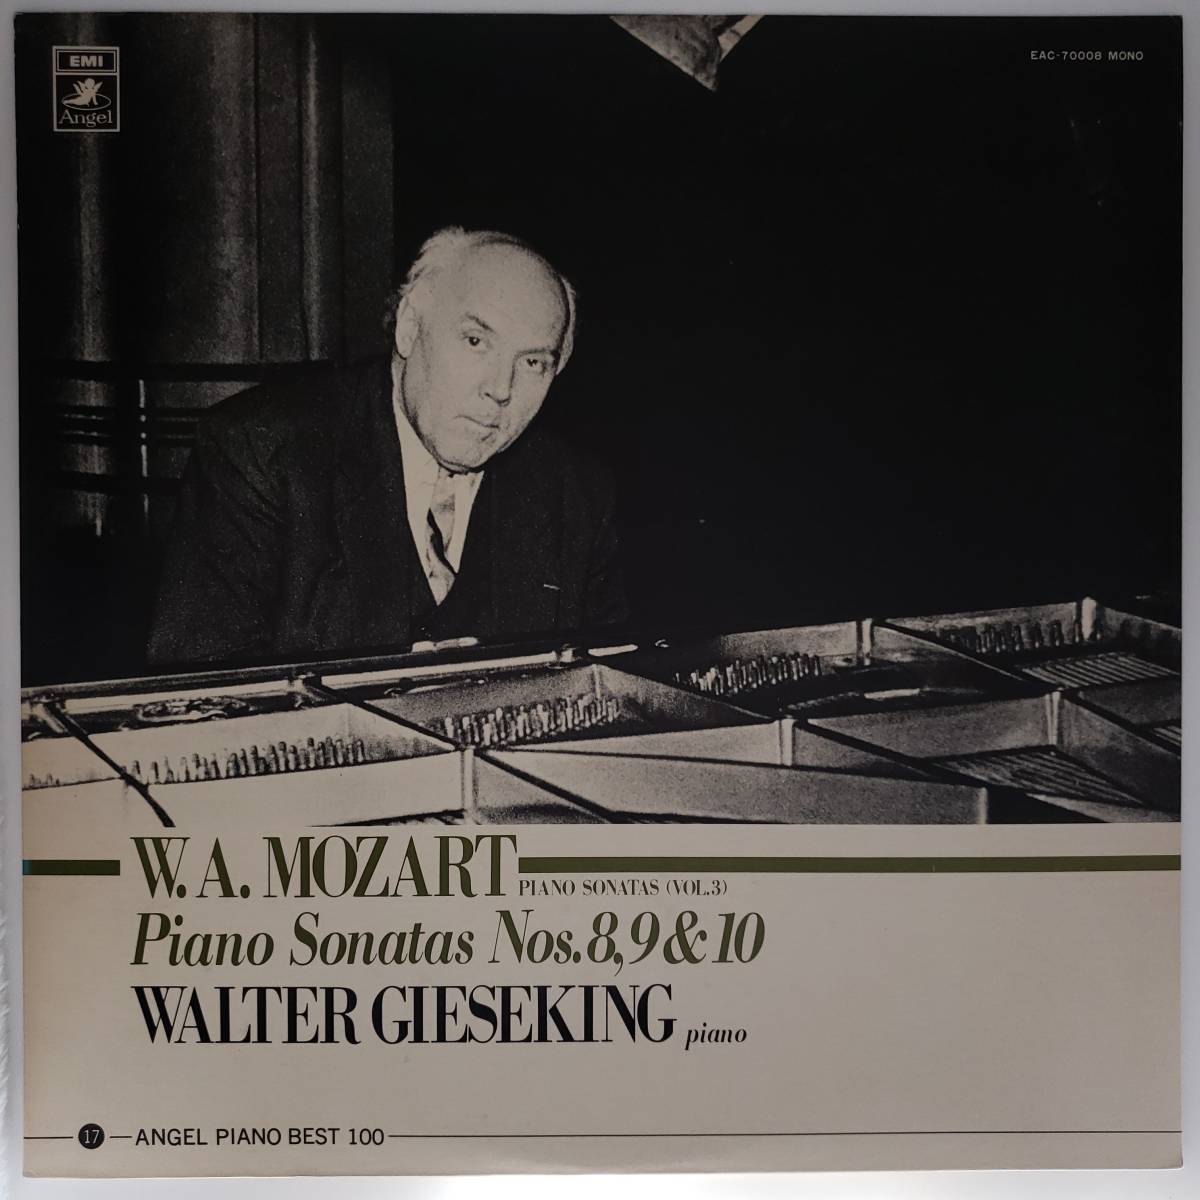 EMI
Angel
EAC-70008 MONO
W. A. MOZART
PIANO SONATAS (VOL.3)
Piano Sonatas Nos. 8, 9 & 10
WALTER GIESEKING piano
17 ANGEL PIANO BEST 100